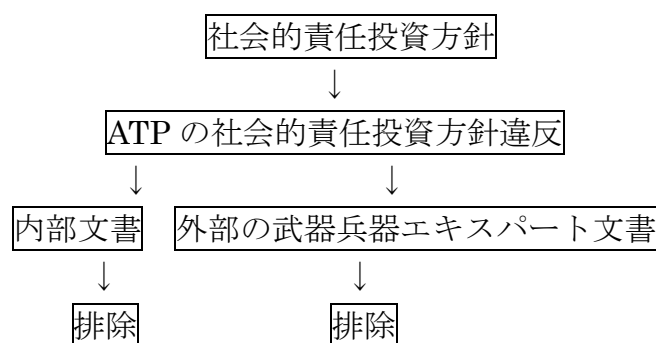 社会的責任投資方針
↓
ATP の社会的責任投資方針違反
↓ ↓
内部文書 外部の武器兵器エキスパート文書
↓ ↓
排除 排除